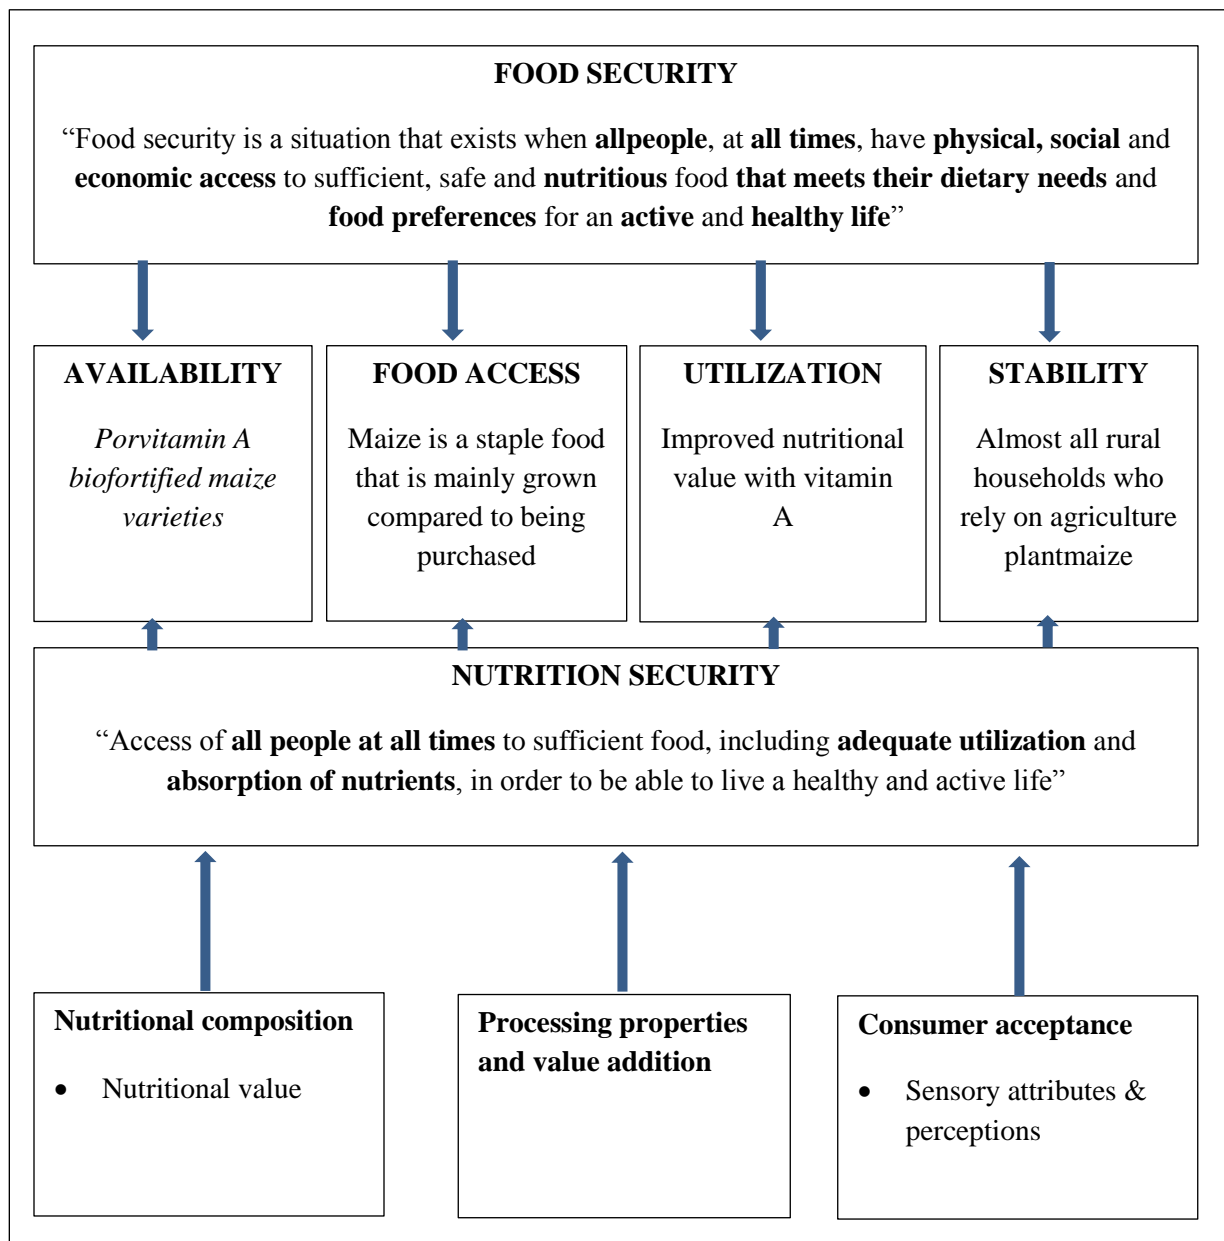 FOOD SECURITY
“Food security is a situation that exists when allpeople, at all times, have physical, social and
economic access to sufficient, safe and nutritious food that meets their dietary needs and
food preferences for an active and healthy life”
AVAILABILITY
Porvitamin A
biofortified maize
varieties
FOOD ACCESS
Maize is a staple food
that is mainly grown
compared to being
purchased
UTILIZATION
Improved nutritional
value with vitamin
A
STABILITY
Almost all rural
households who
rely on agriculture
plantmaize
NUTRITION SECURITY
“Access of all people at all times to sufficient food, including adequate utilization and
absorption of nutrients, in order to be able to live a healthy and active life”
Nutritional composition
• Nutritional value
Processing properties
and value addition
Consumer acceptance
• Sensory attributes &
perceptions